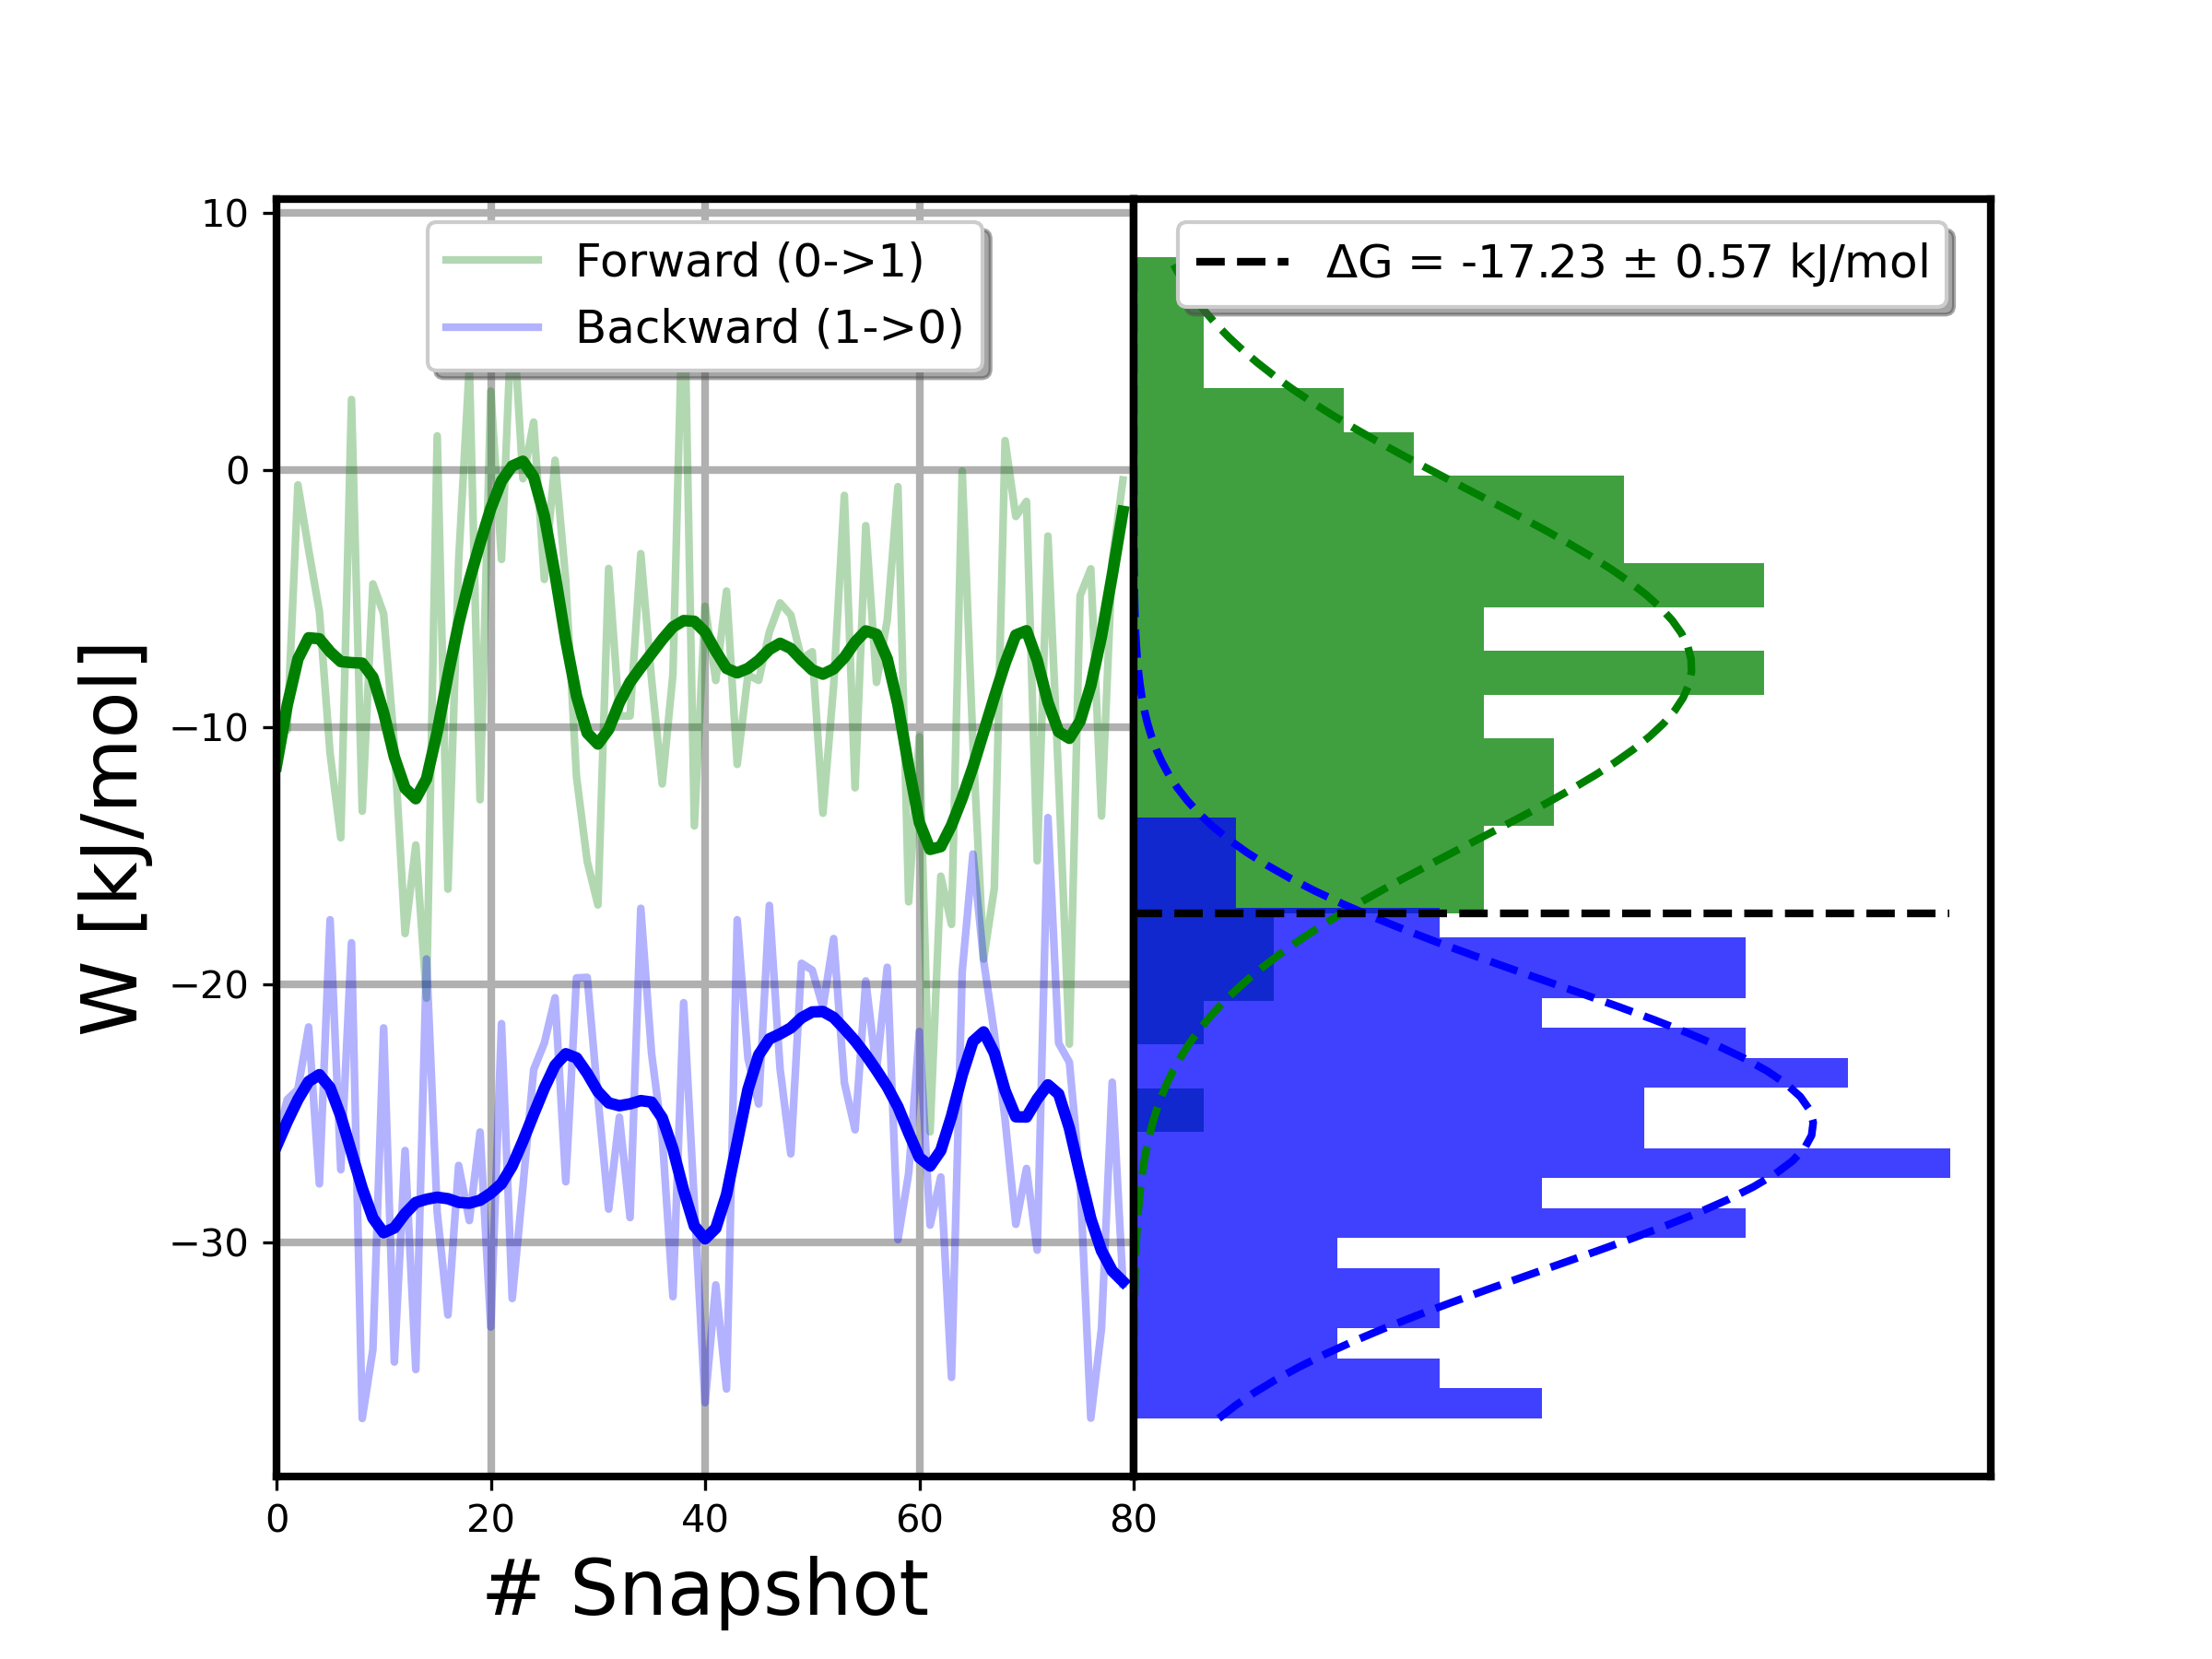 10
0
−10
−20
−30
W [kJ/mol]
Forward (0->1)
Backward (1->0)
ΔG = -17.23 ± 0.57 kJ/mol
0 20 40 60 80
# Snapshot